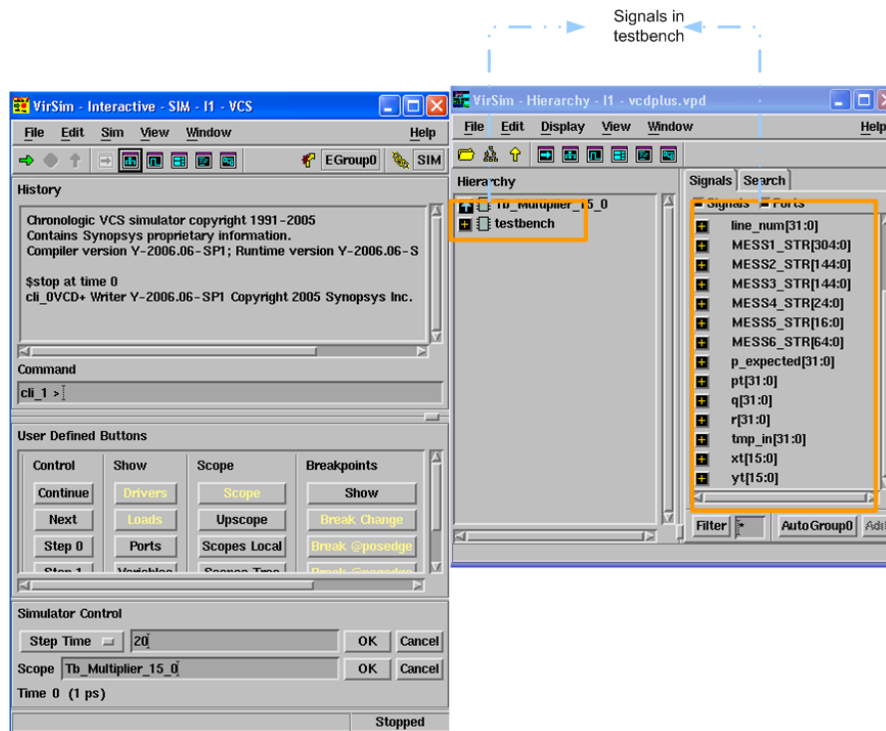 Signals in
testbench
VirSim - Interactive - SIM - I1 - VCS
File Edit Sim View Window Help
EGroup0 SIM
History
Chronologic VCS simulator copyright 1991-2005
Contains Synopsys proprietary information.
Compiler version Y-2006.06-SP1; Runtime version Y-2006.06-S
$stop at time 0
cli_0VCD+ Writer Y-2006.06-SP1 Copyright 2005 Synopsys Inc.
Command
cli_1 >
User Defined Buttons
Control Show Scope Breakpoints
Continue Drivers Scope Show
Next Loads Upscope Break Change
Step 0 Ports Scopes Local Break @posedge
Step 1 Variables Scopes Tree Break @negedge
Simulator Control
Step Time 20 OK Cancel
Scope Tb_Multiplier_15_0 OK Cancel
Time 0 (1 ps)
Stopped
VirSim - Hierarchy - I1 - vcdplus.vpd
File Edit Display View Window Help
Hierarchy
Tb_Multiplier_15_0
testbench
Signals Search
Signals Ports
line_num[31:0]
MESS1_STR[304:0]
MESS2_STR[144:0]
MESS3_STR[144:0]
MESS4_STR[24:0]
MESS5_STR[16:0]
MESS6_STR[64:0]
p_expected[31:0]
pt[31:0]
q[31:0]
r[31:0]
tmp_in[31:0]
xt[15:0]
yt[15:0]
Filter * AutoGroup0